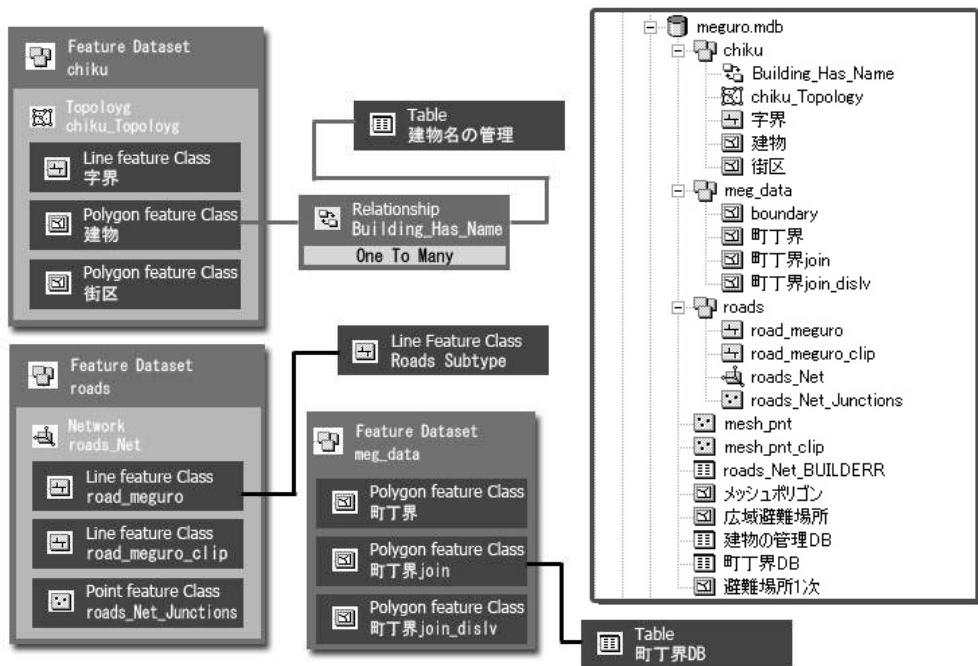 Feature Dataset
chiku
Topoloyg
chiku_Topoloyg
Line feature Class
字界
Polygon feature Class
建物
Polygon feature Class
街区
Table
建物名の管理
Relationship
Building_Has_Name
One To Many
Feature Dataset
roads
Network
roads_Net
Line feature Class
road_meguro
Line feature Class
road_meguro_clip
Point feature Class
roads_Net_Junctions
Line Feature Class
Roads Subtype
Feature Dataset
meg_data
Polygon feature Class
町丁界
Polygon feature Class
町丁界join
Polygon feature Class
町丁界join_dislv
Table
町丁界DB
meguro.mdb
chiku
Building_Has_Name
chiku_Topology
字界
建物
街区
meg_data
boundary
町丁界
町丁界join
町丁界join_dislv
roads
road_meguro
road_meguro_clip
roads_Net
roads_Net_Junctions
mesh_pnt
mesh_pnt_clip
roads_Net_BUILDERR
メッシュポリゴン
広域避難場所
建物の管理DB
町丁界DB
避難場所1次